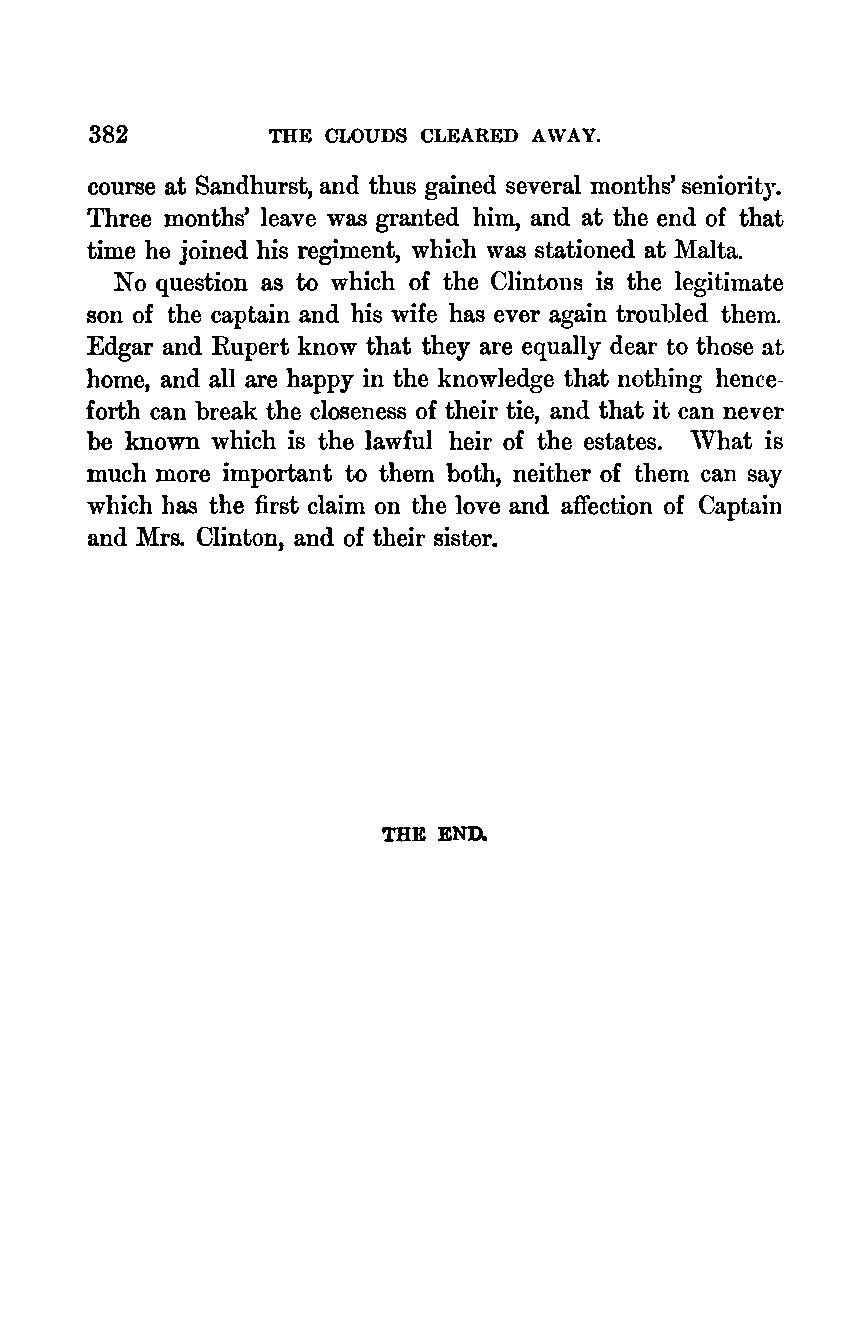 382 THE CLOUDS CLEARED AWAY.
course at Sandhurst, and thus gained several months' seniority.
Three months' leave was granted him, and at the end of that
time he joined his regiment, which was stationed at Malta.
No question as to which of the Clintons is the legitimate
son of the captain and his wife has ever again troubled them.
Edgar and Rupert know that they are equally dear to those at
home, and all are happy in the knowledge that nothing hence-
forth can break the closeness of their tie, and that it can never
be known which is the lawful heir of the estates. What is
much more important to them both, neither of them can say
which has the first claim on the love and affection of Captain
and Mrs. Clinton, and of their sister.
THE END.